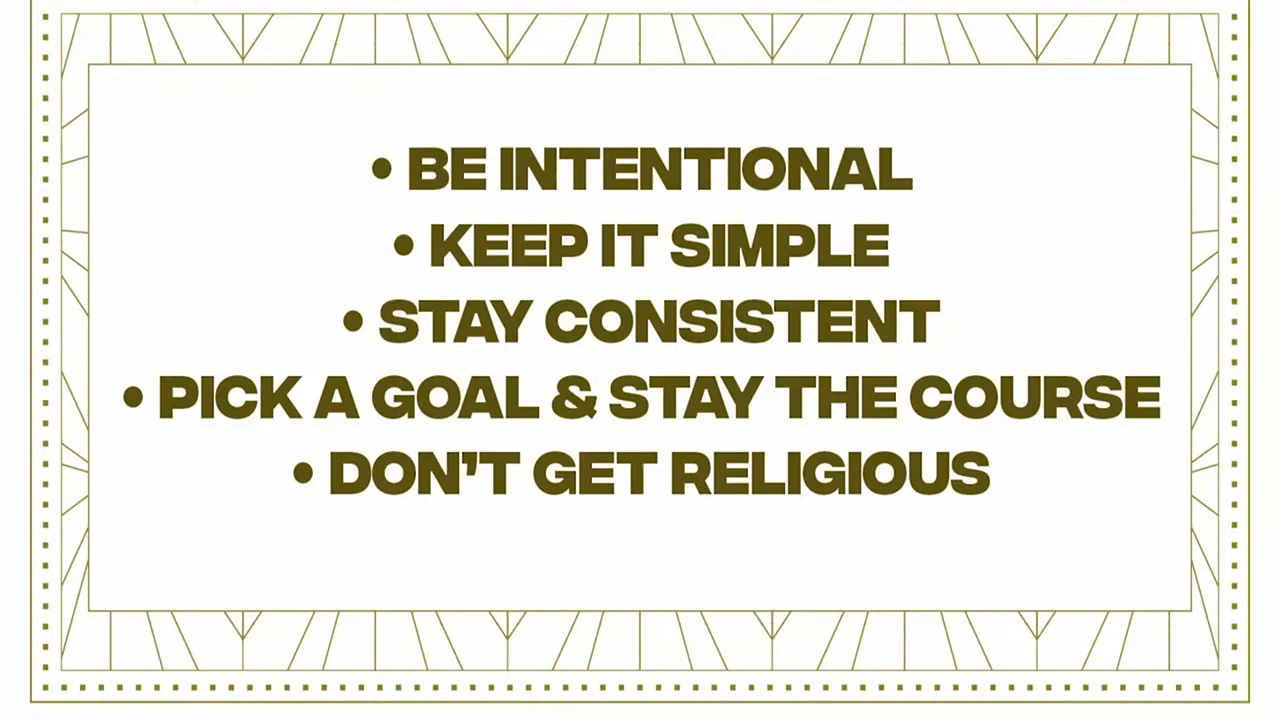 • BE INTENTIONAL
• KEEP IT SIMPLE
• STAY CONSISTENT
• PICK A GOAL & STAY THE COURSE
• DON’T GET RELIGIOUS